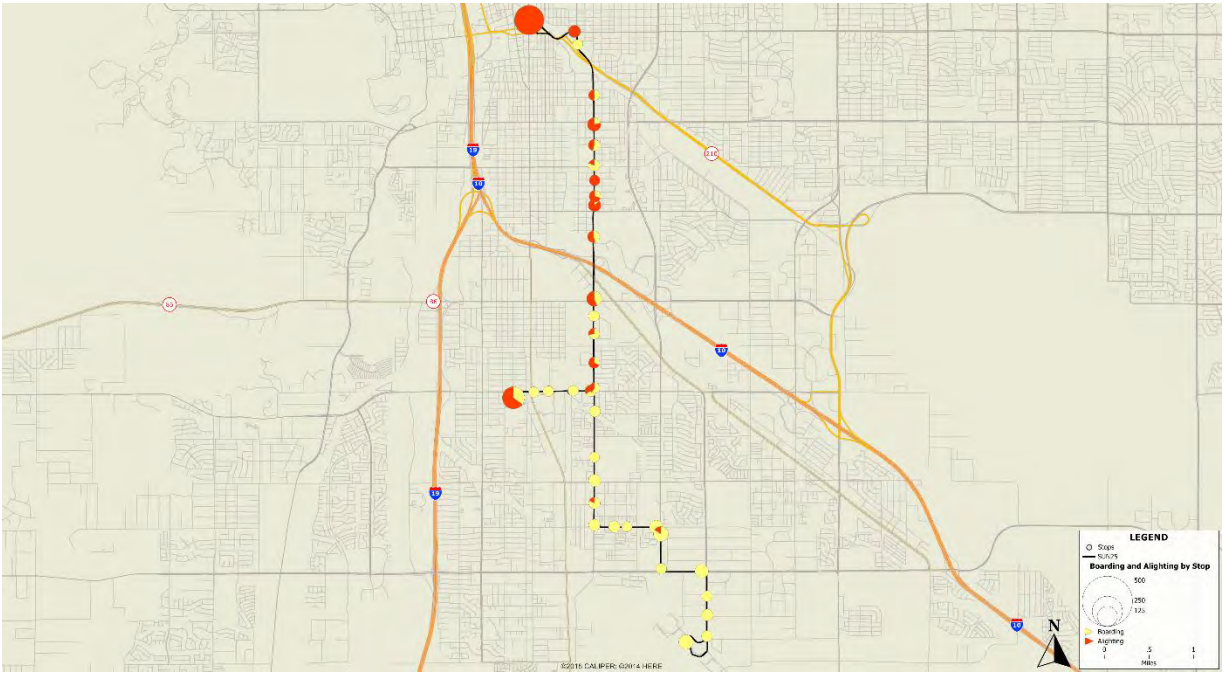 19
10
210
86
86
10
19
10
LEGEND
Stops
SUN25
Boarding and Alighting by Stop
500
250
125
Boarding
Alighting
0 .5 1
Miles
N
©2015 CALIPER; ©2014 HERE